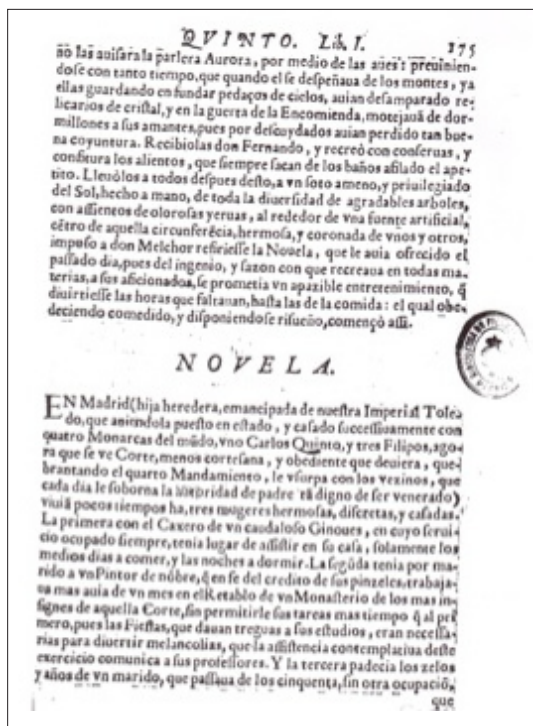 QVINTO. Lib. I. 175
no las auisara la parlera Aurora, por medio de las aues: preuinien-
dose con tanto tiempo, que quando el se despeñaua de los montes, ya
ellas guardando en fundar pedaços de cielos, auian desamparado re-
licarios de cristal, y en la guerra de la Encomienda, motejauã de dor-
millones a sus amantes, pues por descuydados auian perdido tan bue-
na coyuntura. Recibiolas don Fernando, y recreò con conseruas, y
confitura los alientos, que siempre sacan de los baños afilado el ape-
tito. Lleuólos a todos despues desto, a vn soto ameno, y priuilegiado
del Sol, hecho a mano, de toda la diuersidad de agradables arboles,
con assientos de olorosas yeruas, al rededor de vna fuente artificial,
cẽtro de aquella circunferẽcia, hermosa, y coronada de vnos y otros,
impuso a don Melchor refiriesse la Nouela, que le auia ofrecido el
passado dia, pues del ingenio, y sazon con que recreaua en todas ma-
terias, a sus aficionados, se prometia vn apazible entretenimiento, q̃
diuirtiesse las horas que faltauan, hasta las de la comida: el qual obe-
deciendo comedido, y disponiendose risueño, començò assi.
NOVELA.
EN Madrid (hija heredera, emancipada de nuestra Imperial Tole-
do, que auiendola puesto en estado, y casado successiuamente con
quatro Monarcas del mũdo, vno Carlos Quinto, y tres Filipos, ago-
ra que se ve Corte, menos cortesana, y obediente que deuiera, que-
brantando el quarto Mandamiento, le vsurpa con los vezinos, que
cada dia le soborna la autoridad de padre tã digno de ser venerado)
viuiã pocos tiempos ha, tres mugeres hermosas, discretas, y casadas.
La primera con el Caxero de vn caudaloso Ginoues, en cuyo serui-
cio ocupado siempre, tenia lugar de assistir en su casa, solamente los
medios dias a comer, y las noches a dormir. La segũda tenia por ma-
rido a vn Pintor de nõbre, q̃ en fe del credito de sus pinzeles, trabaja-
ua mas auia de vn mes en el Retablo de vn Monasterio de los mas in-
signes de aquella Corte, sin permitirle sus tareas mas tiempo q̃ al pri
mero, pues las Fiestas, que dauan treguas a sus estudios, eran necessa-
rias para diuertir melancolias, que la assistencia contemplatiua deste
exercicio comunica a sus professores. Y la tercera padecia los zelos
y años de vn marido, que passaua de los cinquenta, sin otra ocupaciõ,
que